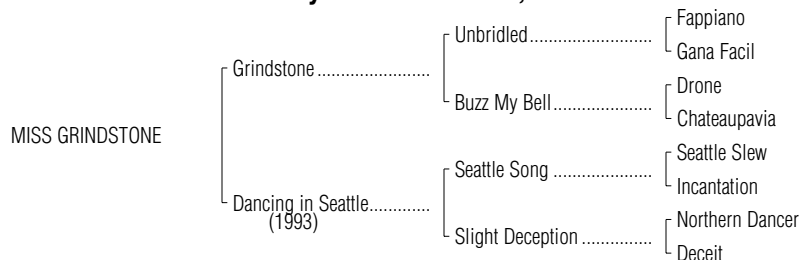 Fappiano
Unbridled
Gana Facil
Grindstone
Drone
Buzz My Bell
Chateaupavia
MISS GRINDSTONE
Seattle Slew
Seattle Song
Incantation
Dancing in Seattle
(1993)
Northern Dancer
Slight Deception
Deceit